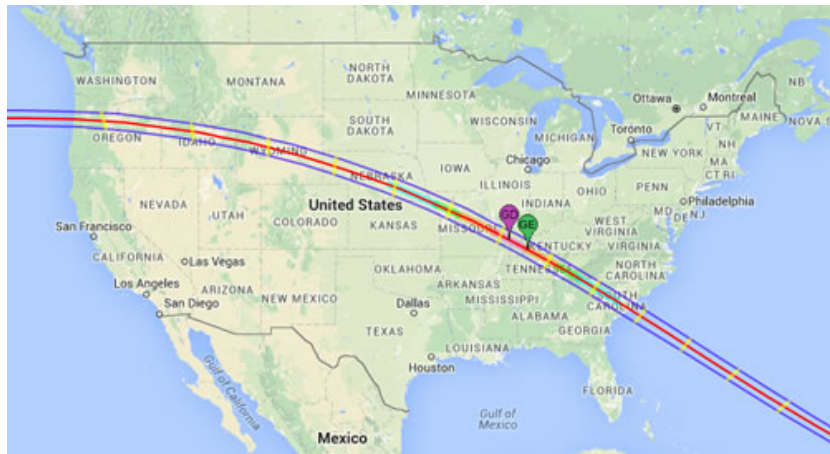 WASHINGTON
MONTANA
NORTH
DAKOTA
MINNESOTA
Ottawa
Montreal
NB
MAINE
NOVA S
VT
NH
OREGON
IDAHO
WYOMING
SOUTH
DAKOTA
WISCONSIN
MICHIGAN
Toronto
NEW YORK
MA
CT RI
Chicago
IOWA
NEBRASKA
ILLINOIS
INDIANA
OHIO
PENN
Philadelphia
MD
DE
NJ
NEVADA
UTAH
COLORADO
United States
KANSAS
MISSOURI
GD
GE
KENTUCKY
WEST
VIRGINIA
VIRGINIA
San Francisco
CALIFORNIA
Las Vegas
Los Angeles
San Diego
ARIZONA
NEW MEXICO
OKLAHOMA
ARKANSAS
TENNESSEE
NORTH
CAROLINA
SOUTH
CAROLINA
MISSISSIPPI
ALABAMA
GEORGIA
Dallas
TEXAS
LOUISIANA
Houston
FLORIDA
Gulf of California
Gulf of
Mexico
Mexico